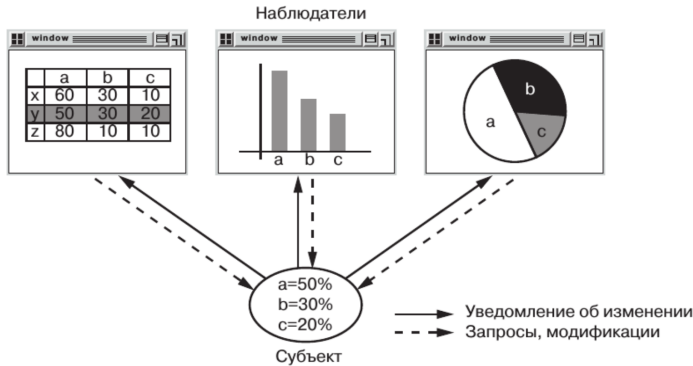 Наблюдатели
window
window
window
a b c
x 60 30 10
y 50 30 20
z 80 10 10
a b c
a
b
c
a=50%
b=30%
c=20%
Субъект
Уведомление об изменении
Запросы, модификации